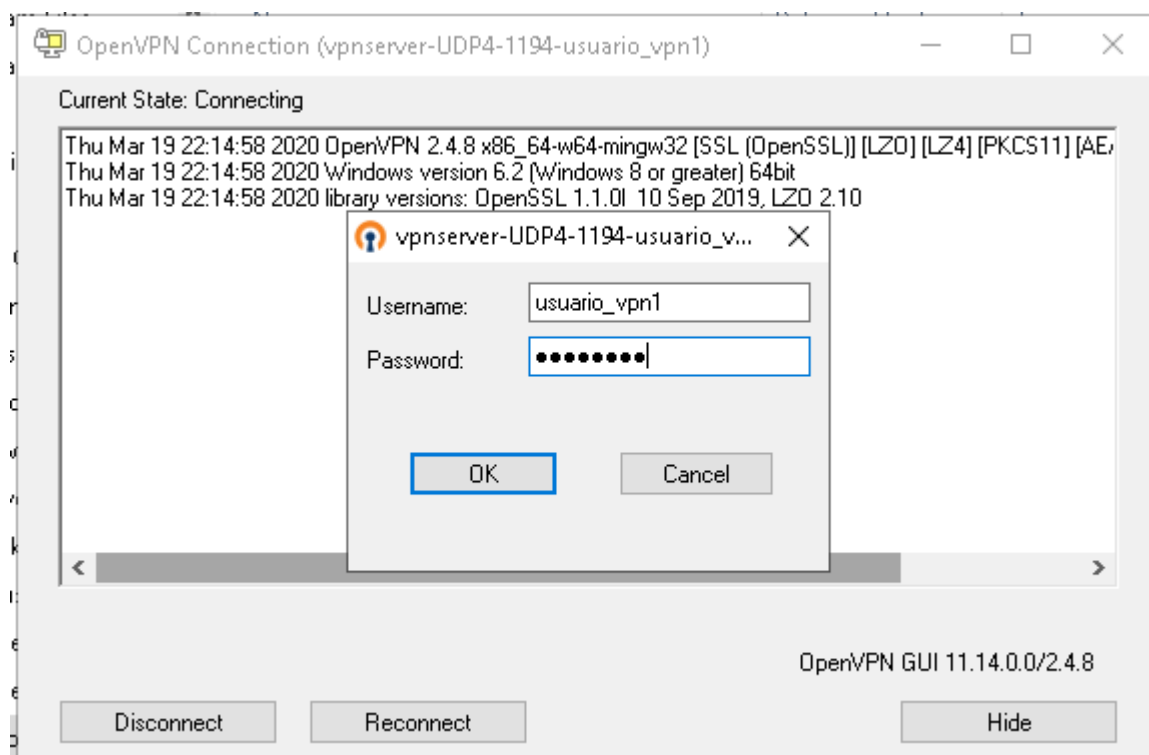 OpenVPN Connection (vpnserver-UDP4-1194-usuario_vpn1)
Current State: Connecting
Thu Mar 19 22:14:58 2020 OpenVPN 2.4.8 x86_64-w64-mingw32 [SSL (OpenSSL)] [LZO] [LZ4] [PKCS11] [AE
Thu Mar 19 22:14:58 2020 Windows version 6.2 (Windows 8 or greater) 64bit
Thu Mar 19 22:14:58 2020 library versions: OpenSSL 1.1.0l 10 Sep 2019, LZO 2.10
vpnserver-UDP4-1194-usuario_v...
Username:
usuario_vpn1
Password:
●●●●●●●●
OK
Cancel
OpenVPN GUI 11.14.0.0/2.4.8
Disconnect
Reconnect
Hide